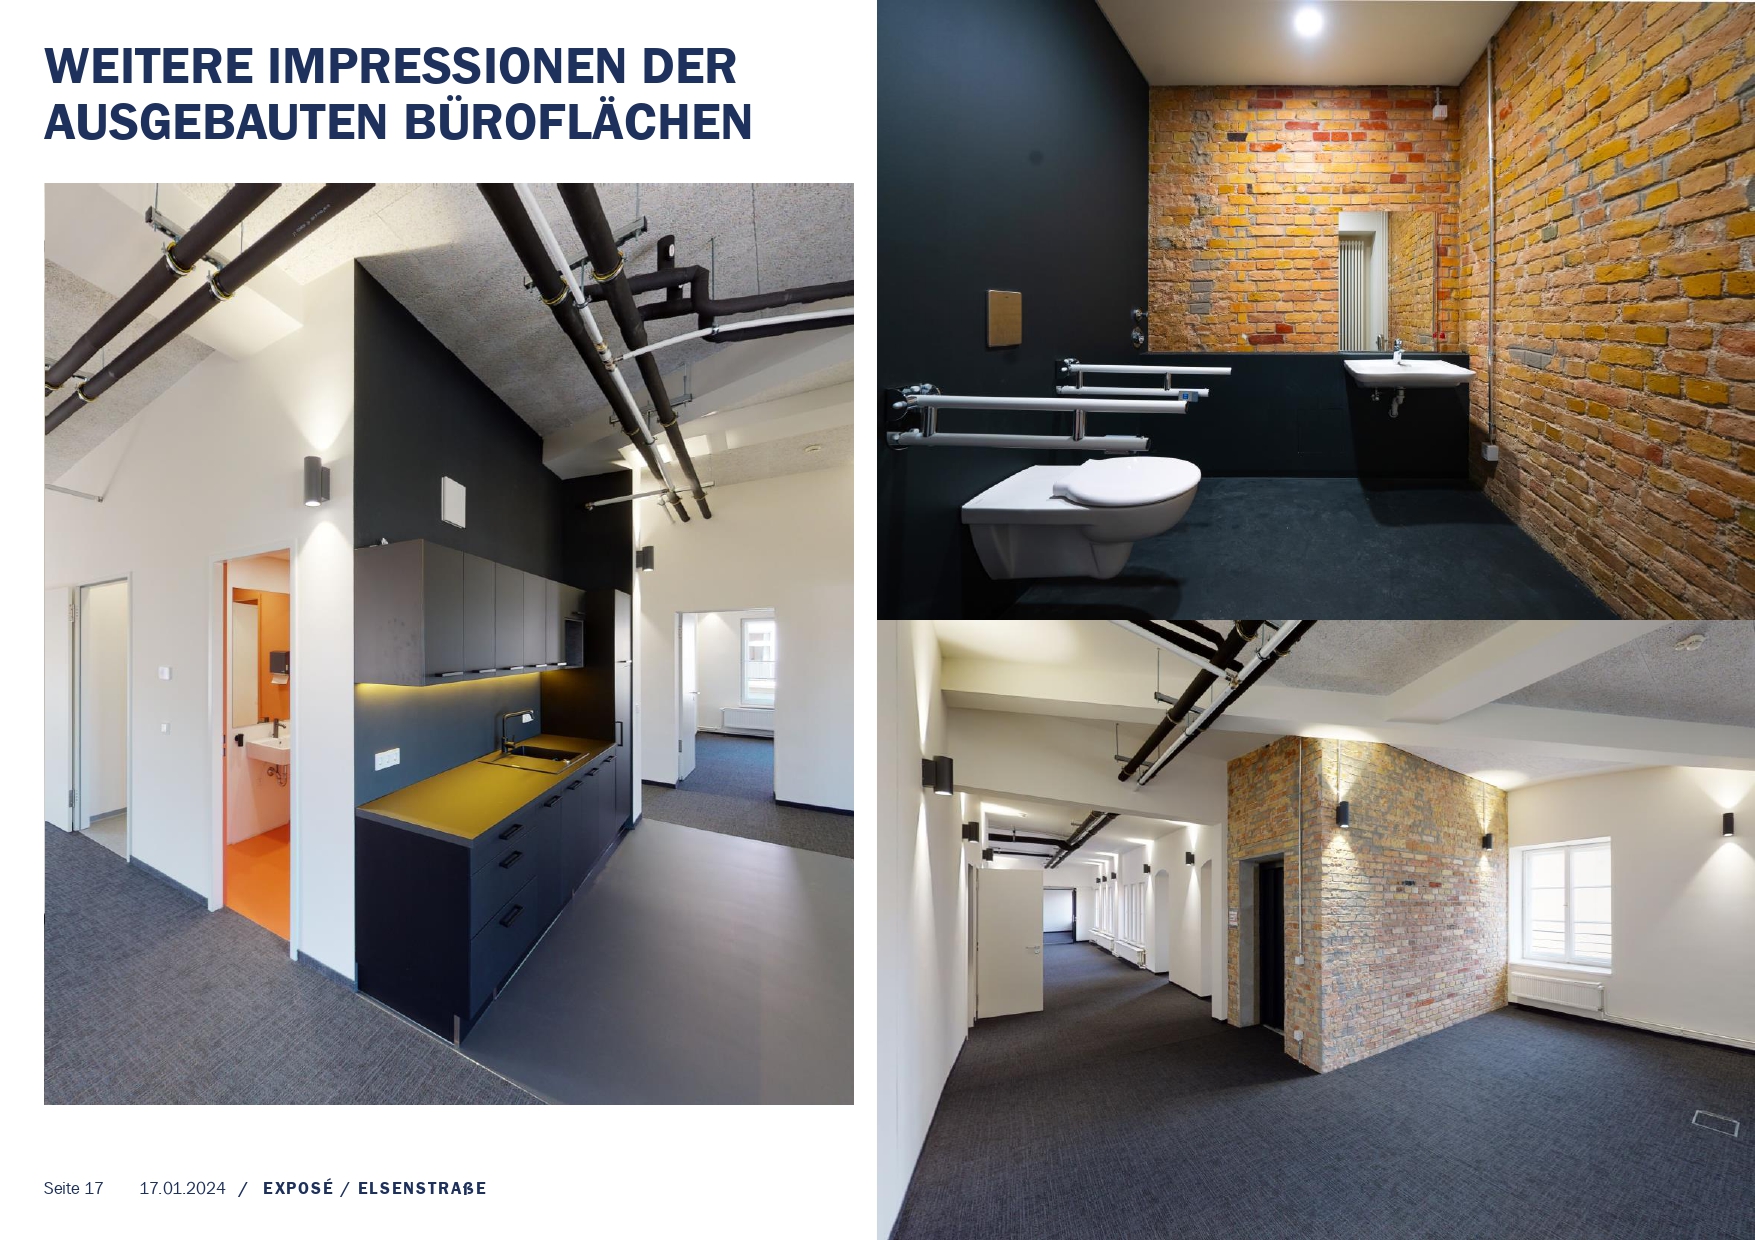 WEITERE IMPRESSIONEN DER
AUSGEBAUTEN BÜROFLÄCHEN
Seite 17 17.01.2024 / EXPOSÉ / ELSENSTRAßE